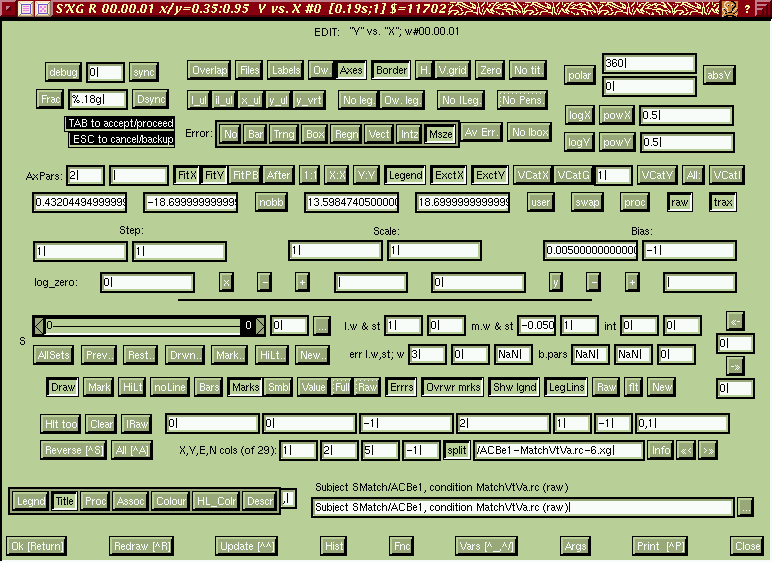 S'XG R 00.00.01 x/y=0.35:0.95 Y vs. X #0 [0.19s;1] S=11702 ?
EDIT: "Y" vs. "X"; w#00.00.01
debug 0 sync Overlap Files Labels Ow. Axes Border H. V.grid Zero No tit. polar 360 absY
0
Frac %.18g Dsync l_ul il_ul x_ul y_ul y_vrt No leg. Ow. leg. No ILeg. No Pens.
logX powX 0.5
TAB to accept/proceed
ESC to cancel/backup
Error: No Bar Trng Box Regn Vect Intz Msze Av Err. No Ibox
logY powY 0.5
AxPars: 2 FitX FitY FitPB After 1:1 X:X Y:Y Legend ExctX ExctY VCatX VCatG 1 VCatY All: VCatI
0.43204494999999 -18.69999999999 nobb 13.5984740500000 18.6999999999999 user swap proc raw trax
Step: Scale: Bias:
1 1 1 1 0.00500000000000 -1
log_zero: 0 x - + 0 y - +
S 0 0 0 ... l.w & st 1 0 m.w & st -0.050 1 int 0 0 «-
0
AllSets Prev.. Rest.. Drwn.. Mark.. HiLt.. New.. err l.w,st; w 3 0 NaN b.pars NaN NaN 0
-»
Draw Mark HiLt noLine Bars Marks Smbl Value Full Raw Errrs Ovrwr mrks Shw lgnd LegLins Raw flt New 0
Hlt too Clear IRaw 0 0 -1 2 1 -1 0,1
Reverse [^S] All [^A] X,Y,E,N cols (of 29): 1 2 5 -1 split /ACBe1-MatchVtVa.rc-6.xg Info «< >»
Subject SMatch/ACBe1, condition MatchVtVa.rc (raw)
Legnd Title Proc Assoc Colour HL_Colr Descr , Subject SMatch/ACBe1, condition MatchVtVa.rc (raw) ...
Ok [Return] Redraw [^R] Update [^^] Hist Fnc Vars [^_,^/] Args Print [^P] Close